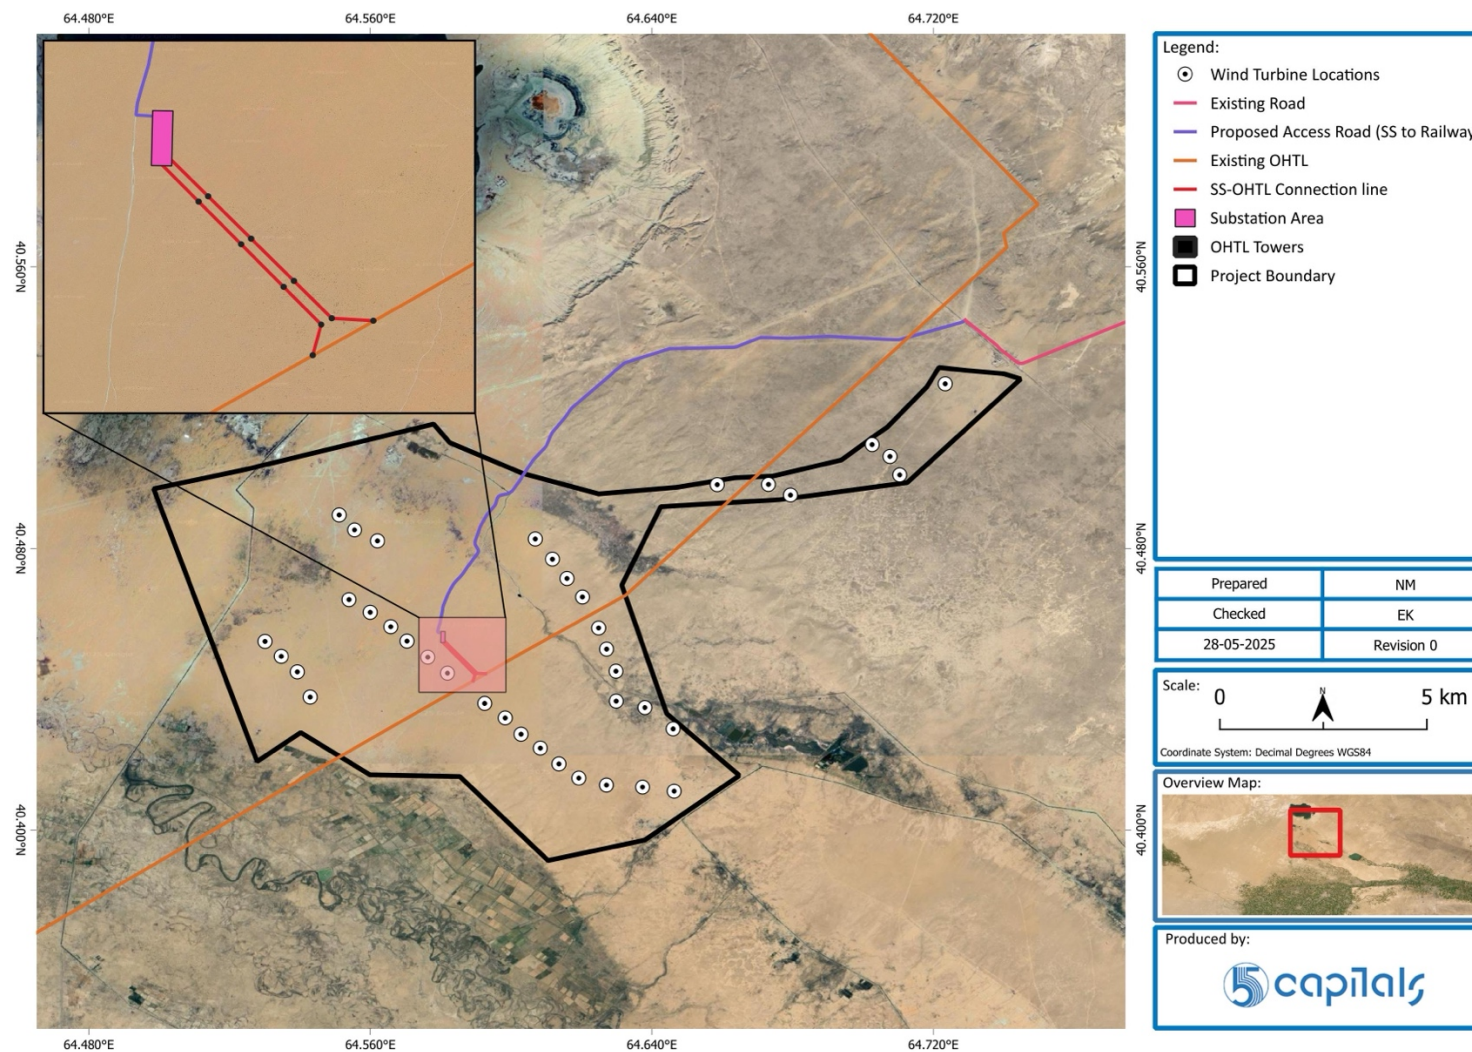 64.480°E 64.560°E 64.640°E 64.720°E
40.560°N
40.480°N
40.400°N
40.560°N
40.480°N
40.400°N
64.480°E 64.560°E 64.640°E 64.720°E
Legend:
Wind Turbine Locations
Existing Road
Proposed Access Road (SS to Railway
Existing OHTL
SS-OHTL Connection line
Substation Area
OHTL Towers
Project Boundary
Prepared NM
Checked EK
28-05-2025 Revision 0
Scale:
0 N 5 km
Coordinate System: Decimal Degrees WGS84
Overview Map:
Produced by:
5 capitals